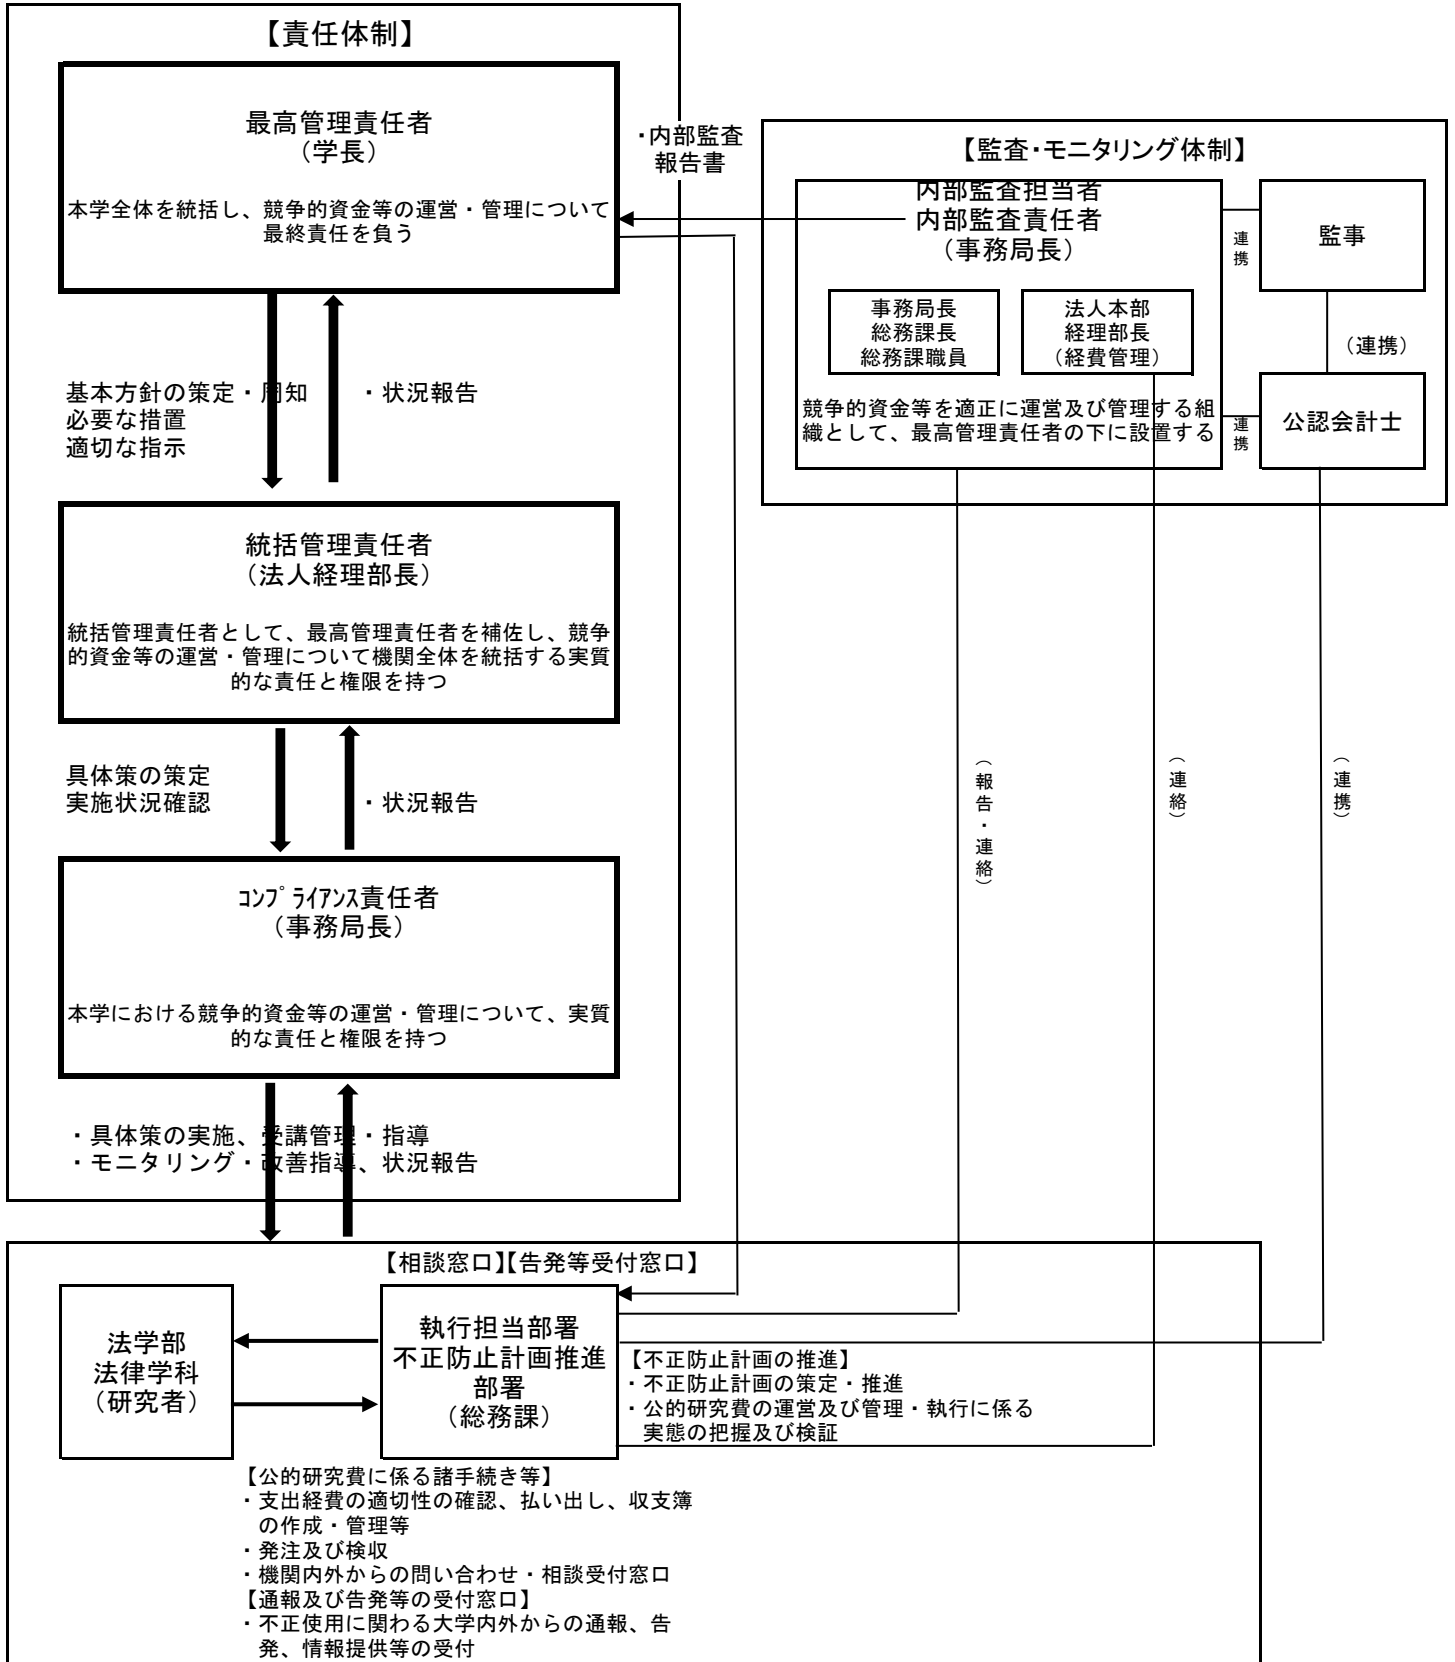 【責任体制】
最高管理責任者
（学長）
本学全体を統括し、競争的資金等の運営・管理について
最終責任を負う
・内部監査
報告書
【監査・モニタリング体制】
内部監査担当者
内部監査責任者
（事務局長）
事務局長
総務課長
総務課職員
法人本部
経理部長
（経費管理）
競争的資金等を適正に運営及び管理する組
織として、最高管理責任者の下に設置する
連携
監事
（連携）
連携
公認会計士
基本方針の策定・周知
必要な措置
適切な指示
・状況報告
統括管理責任者
（法人経理部長）
統括管理責任者として、最高管理責任者を補佐し、競争
的資金等の運営・管理について機関全体を統括する実質
的な責任と権限を持つ
具体策の策定
実施状況確認
・状況報告
（報告・連絡）
（連絡）
（連携）
ｺﾝﾌﾟﾗｲｱﾝｽ責任者
（事務局長）
本学における競争的資金等の運営・管理について、実質
的な責任と権限を持つ
・具体策の実施、受講管理・指導
・モニタリング・改善指導、状況報告
【相談窓口】【告発等受付窓口】
法学部
法律学科
（研究者）
執行担当部署
不正防止計画推進
部署
（総務課）
【不正防止計画の推進】
・不正防止計画の策定・推進
・公的研究費の運営及び管理・執行に係る
実態の把握及び検証
【公的研究費に係る諸手続き等】
・支出経費の適切性の確認、払い出し、収支簿
の作成・管理等
・発注及び検収
・機関内外からの問い合わせ・相談受付窓口
【通報及び告発等の受付窓口】
・不正使用に関わる大学内外からの通報、告
発、情報提供等の受付